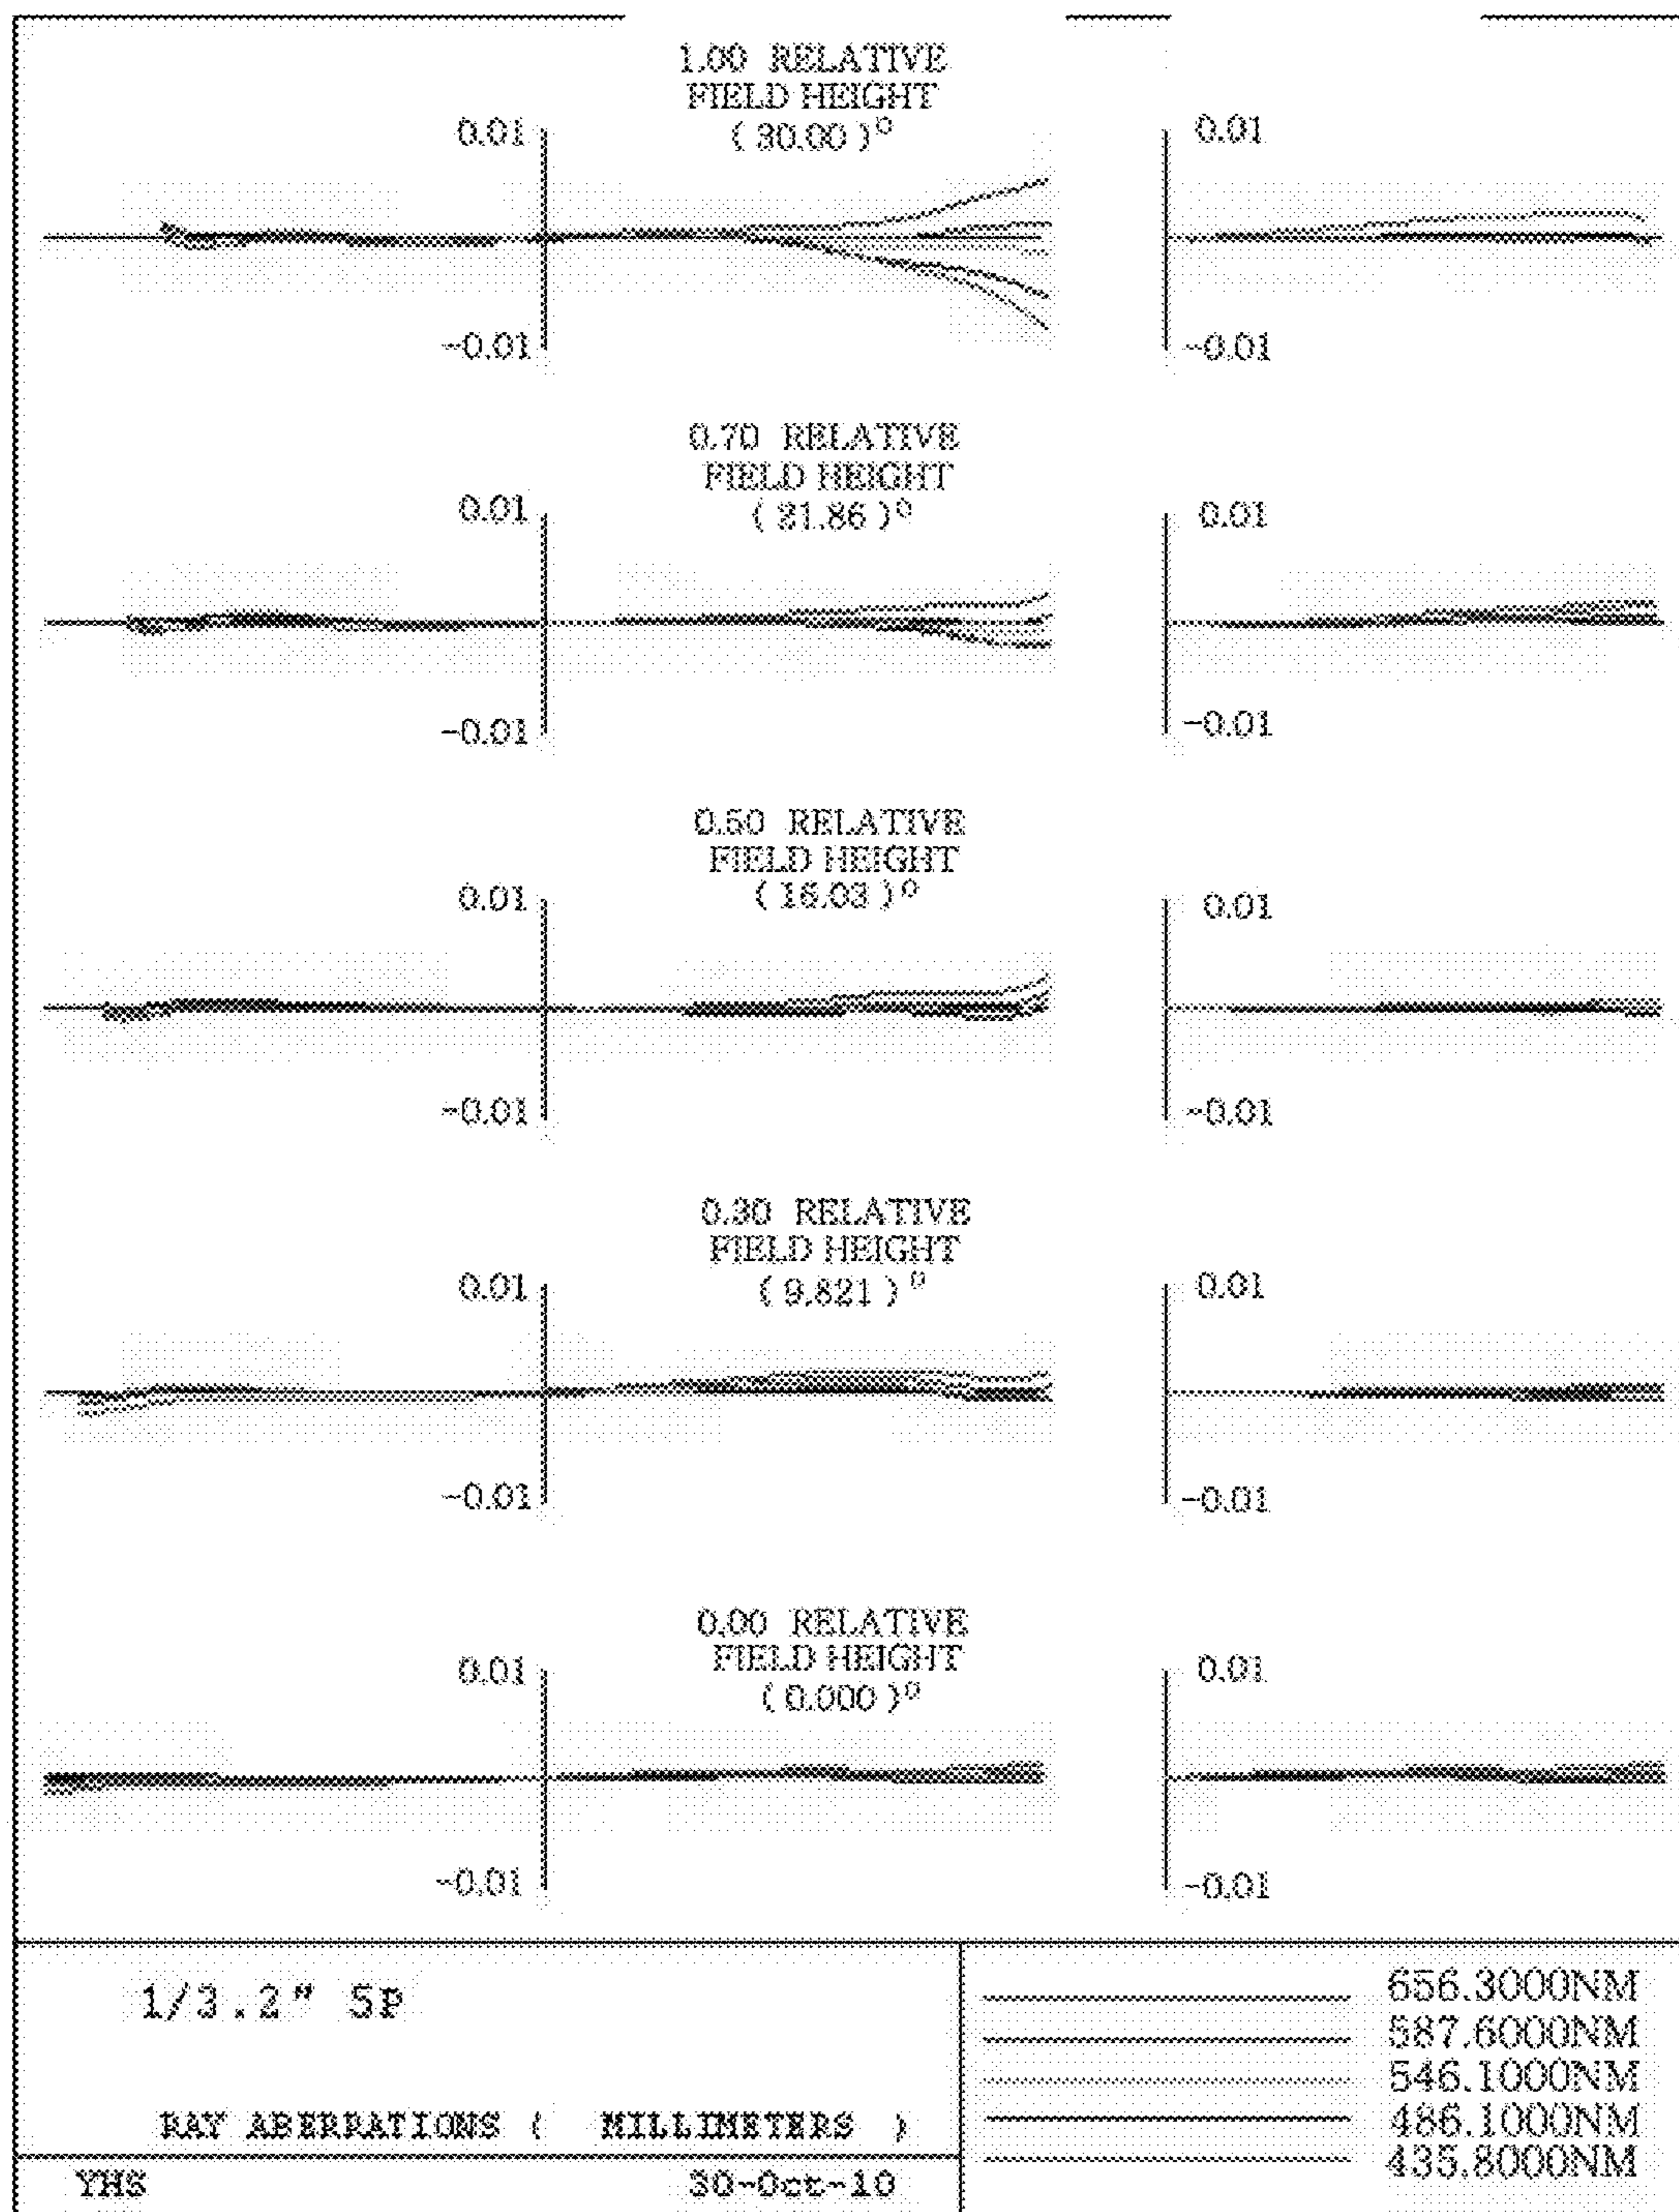 1.00 RELATIVE
FIELD HEIGHT
( 30.00 )O
0.01
0.01
-0.01
-0.01
0.70 RELATIVE
FIELD HEIGHT
( 21.86 )O
0.01
0.01
-0.01
-0.01
0.50 RELATIVE
FIELD HEIGHT
( 16.03 )O
0.01
0.01
-0.01
-0.01
0.30 RELATIVE
FIELD HEIGHT
( 9.821 )O
0.01
0.01
-0.01
-0.01
0.00 RELATIVE
FIELD HEIGHT
( 0.000 )O
0.01
0.01
-0.01
-0.01
1/3.2" 5P
RAY ABERRATIONS ( MILLIMETERS )
YHS 30-Oct-10
656.3000NM
587.6000NM
546.1000NM
486.1000NM
435.8000NM